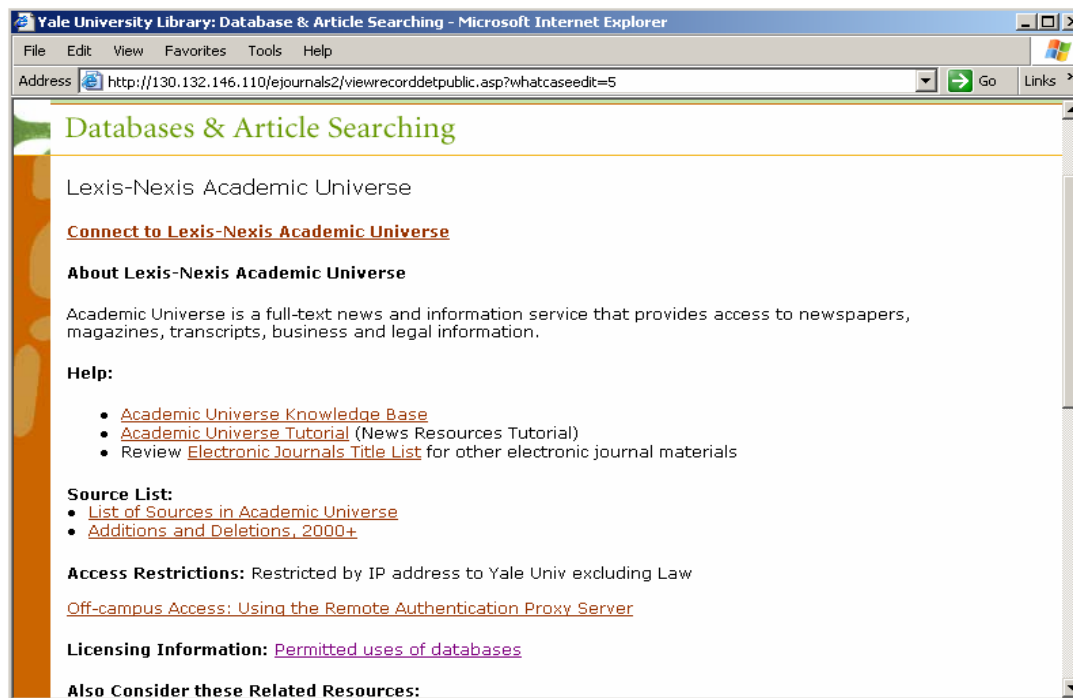 Yale University Library: Database & Article Searching - Microsoft Internet Explorer
File Edit View Favorites Tools Help
Address http://130.132.146.110/ejournals2/viewrecorddetpublic.asp?whatcaseedit=5 Go Links »
Databases & Article Searching
Lexis-Nexis Academic Universe
Connect to Lexis-Nexis Academic Universe
About Lexis-Nexis Academic Universe
Academic Universe is a full-text news and information service that provides access to newspapers,
magazines, transcripts, business and legal information.
Help:
• Academic Universe Knowledge Base
• Academic Universe Tutorial (News Resources Tutorial)
• Review Electronic Journals Title List for other electronic journal materials
Source List:
• List of Sources in Academic Universe
• Additions and Deletions, 2000+
Access Restrictions: Restricted by IP address to Yale Univ excluding Law
Off-campus Access: Using the Remote Authentication Proxy Server
Licensing Information: Permitted uses of databases
Also Consider these Related Resources: